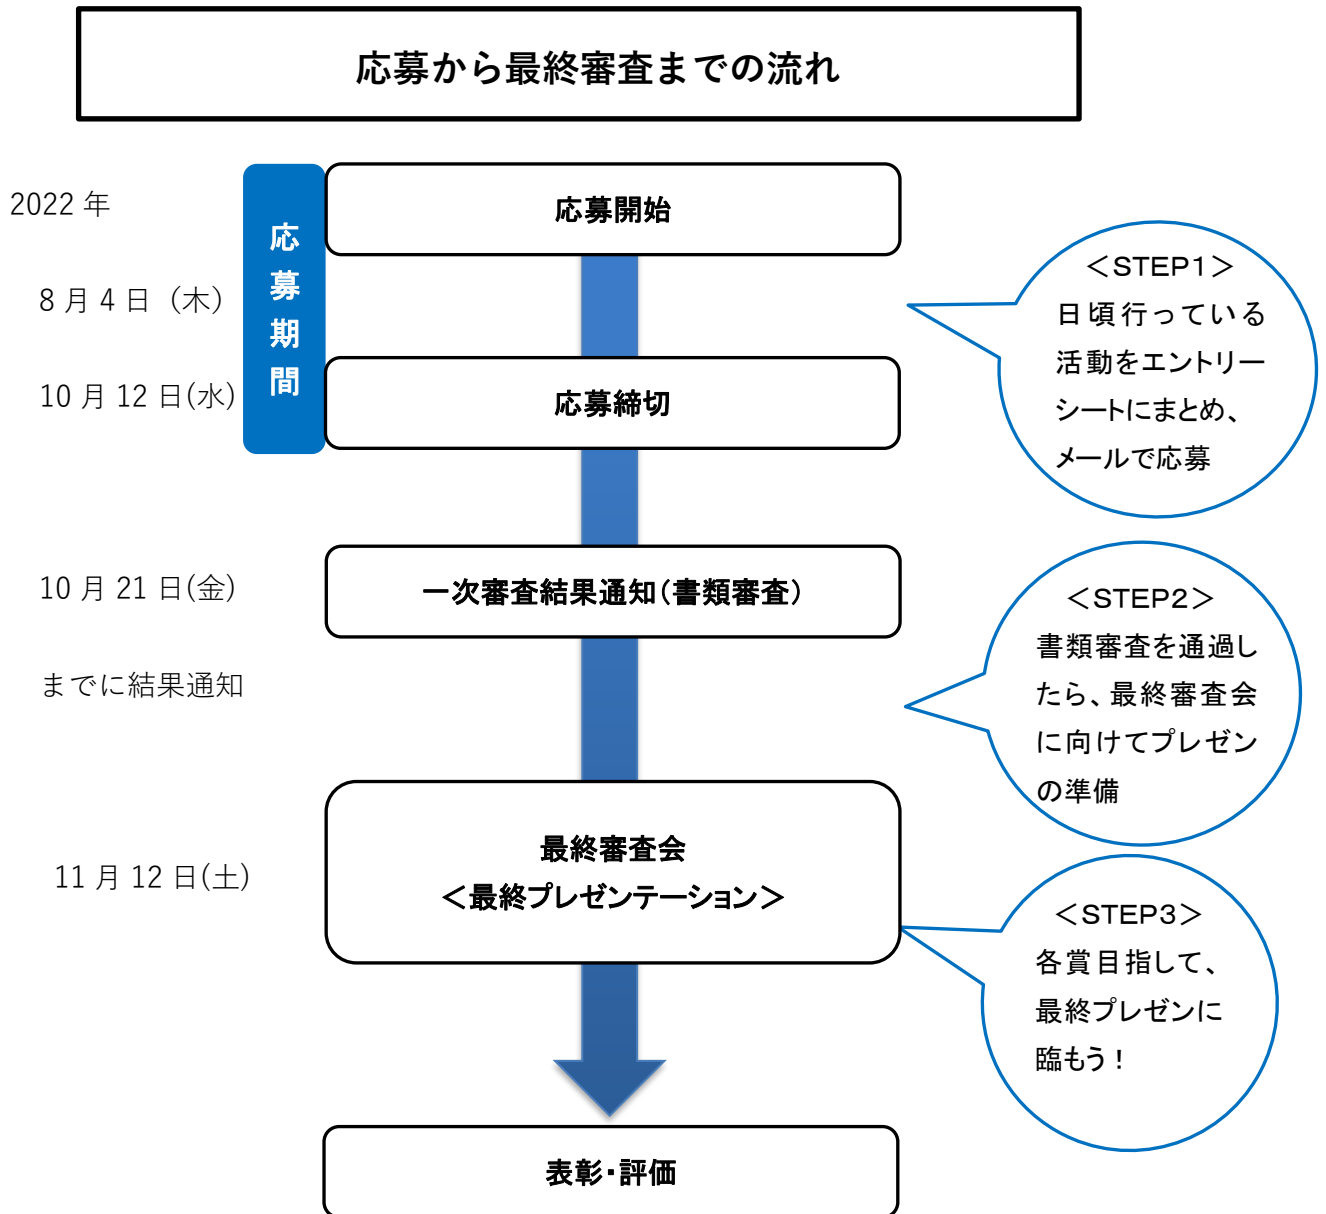 応募から最終審査までの流れ
2022 年
応募期間
応募開始
8 月 4 日（木）
10 月 12 日(水)
応募締切
＜STEP1＞
日頃行っている
活動をエントリー
シートにまとめ、
メールで応募
10 月 21 日(金)
一次審査結果通知（書類審査）
までに結果通知
＜STEP2＞
書類審査を通過し
たら、最終審査会
に向けてプレゼン
の準備
11 月 12 日(土)
最終審査会
＜最終プレゼンテーション＞
＜STEP3＞
各賞目指して、
最終プレゼンに
臨もう！
表彰・評価